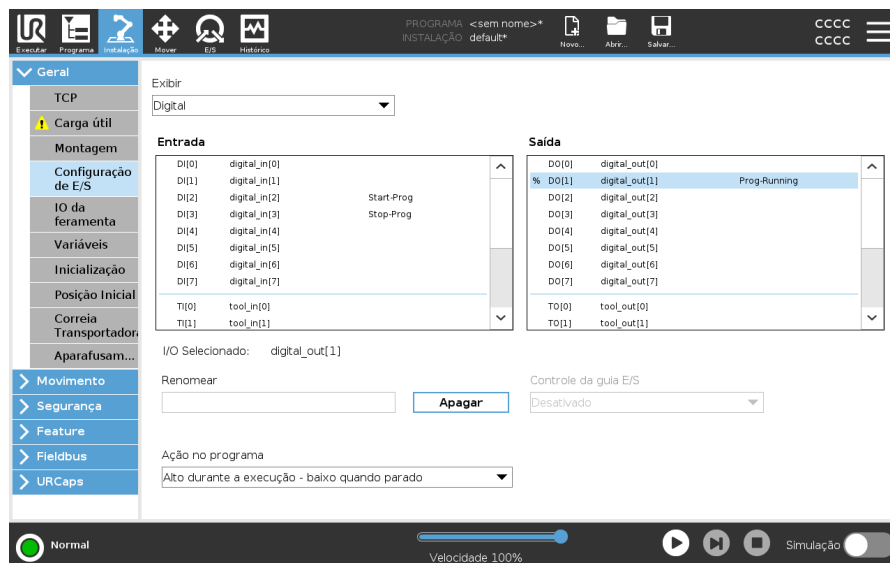 PROGRAMA <sem nome>*
INSTALAÇÃO default*
CCCC
CCCC
Executar Programa Instalação Mover E/S Histórico Novo... Abrir... Salvar...
Geral
TCP
Carga útil
Montagem
Configuração
de E/S
IO da
ferramenta
Variáveis
Inicialização
Posição Inicial
Correia
Transportadora
Aparafusam...
Movimento
Segurança
Feature
Fieldbus
URCaps
Exibir
Digital
Entrada
DI[0] digital_in[0]
DI[1] digital_in[1]
DI[2] digital_in[2] Start-Prog
DI[3] digital_in[3] Stop-Prog
DI[4] digital_in[4]
DI[5] digital_in[5]
DI[6] digital_in[6]
DI[7] digital_in[7]
TI[0] tool_in[0]
TI[1] tool_in[1]
Saída
DO[0] digital_out[0]
% DO[1] digital_out[1] Prog-Running
DO[2] digital_out[2]
DO[3] digital_out[3]
DO[4] digital_out[4]
DO[5] digital_out[5]
DO[6] digital_out[6]
DO[7] digital_out[7]
TO[0] tool_out[0]
TO[1] tool_out[1]
I/O Selecionado: digital_out[1]
Renomear
Apagar
Controle da guia E/S
Desativado
Ação no programa
Alto durante a execução - baixo quando parado
Normal
Velocidade 100%
Simulação